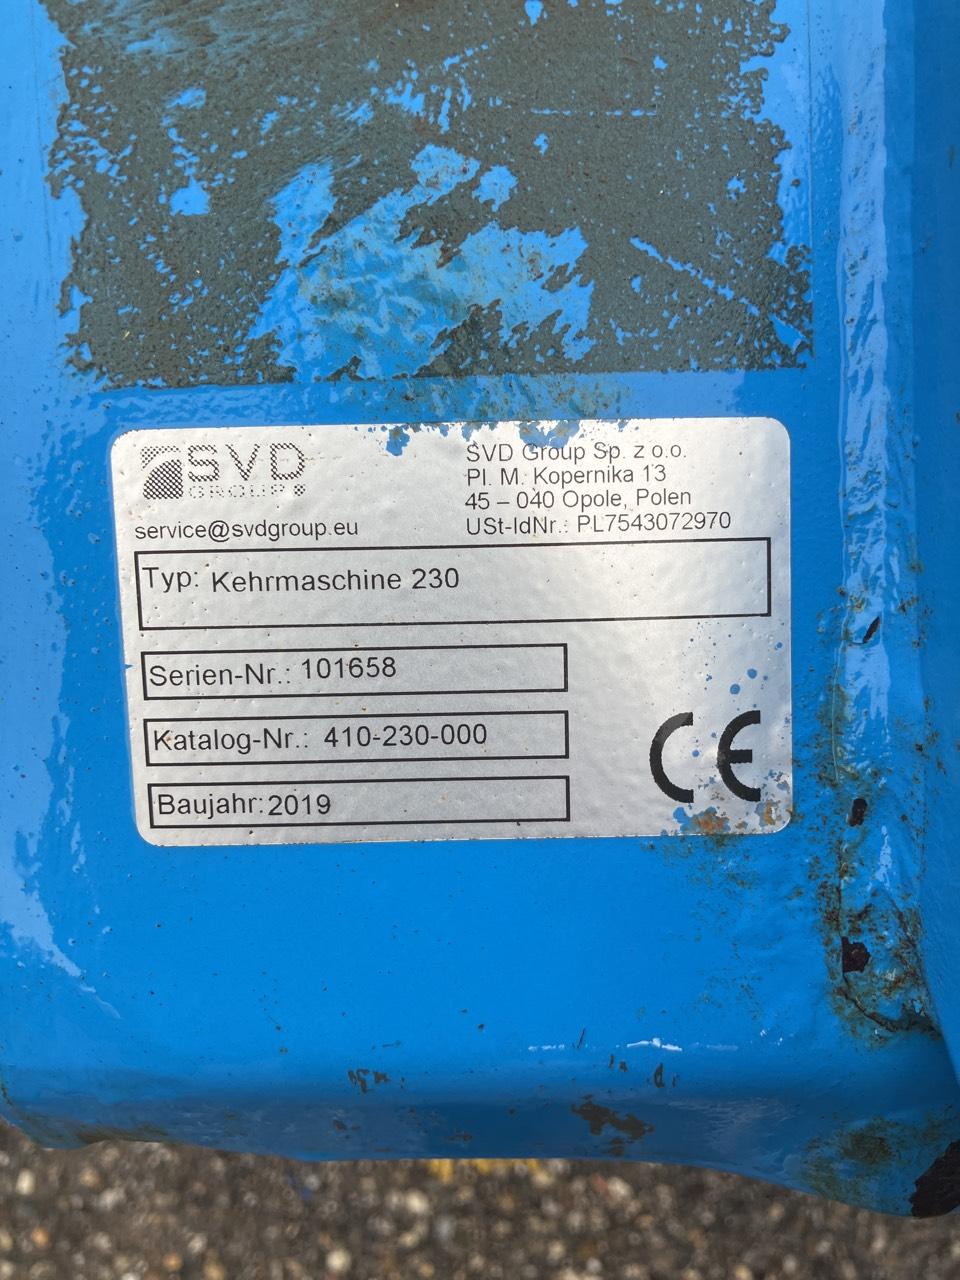 SVD
GROUP
service@svdgroup.eu
SVD Group Sp. z o.o.
Pl. M. Kopernika 13
45 – 040 Opole, Polen
USt-IdNr.: PL7543072970
Typ: Kehrmaschine 230
Serien-Nr.: 101658
Katalog-Nr.: 410-230-000
Baujahr: 2019
CE